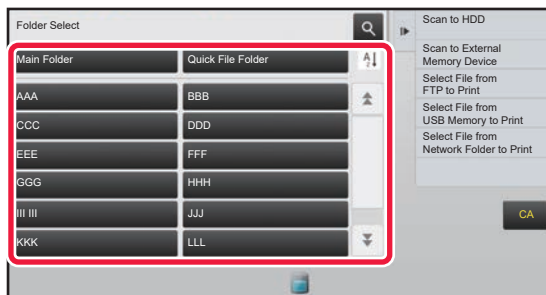 Folder Select
Main Folder
Quick File Folder
AAA
BBB
CCC
DDD
EEE
FFF
GGG
HHH
III III
JJJ
KKK
LLL
Scan to HDD
Scan to External
Memory Device
Select File from
FTP to Print
Select File from
USB Memory to Print
Select File from
Network Folder to Print
CA